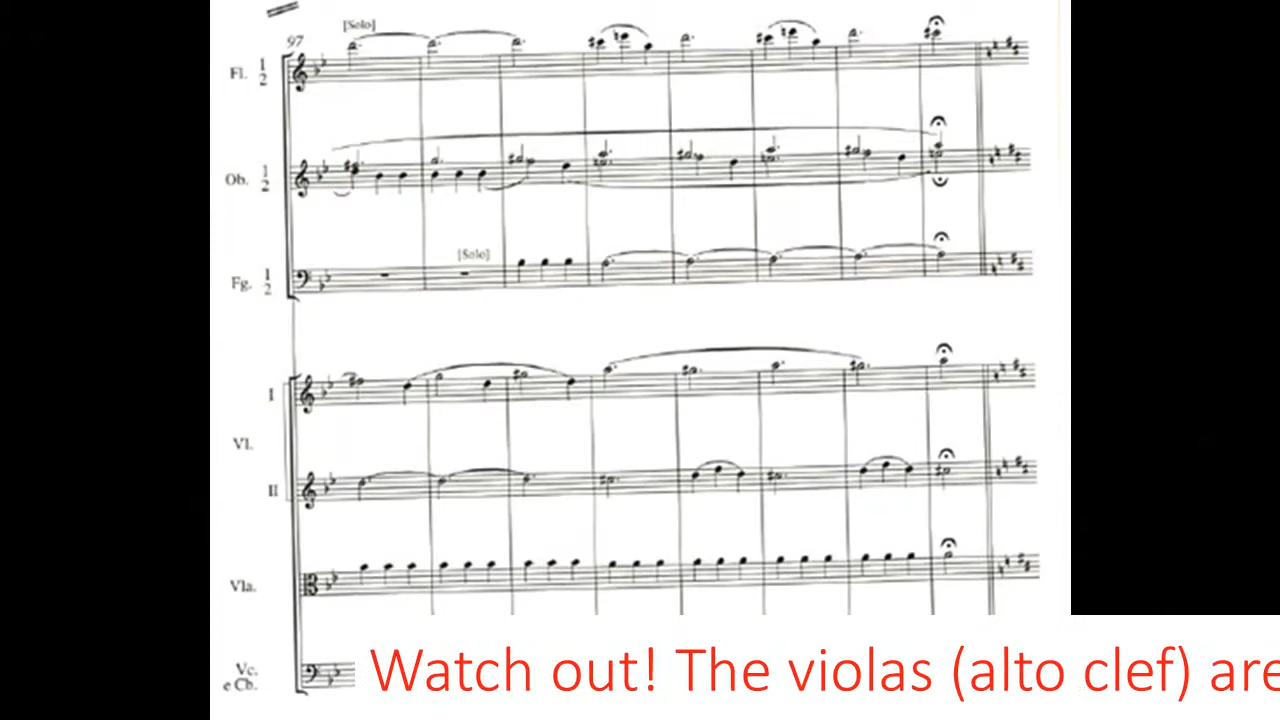 [Solo]
97
Fl. 1 2
Ob. 1 2
[Solo]
Fg. 1 2
I
Vl.
II
Vla.
Vc.
e Cb.
Watch out! The violas (alto clef) are